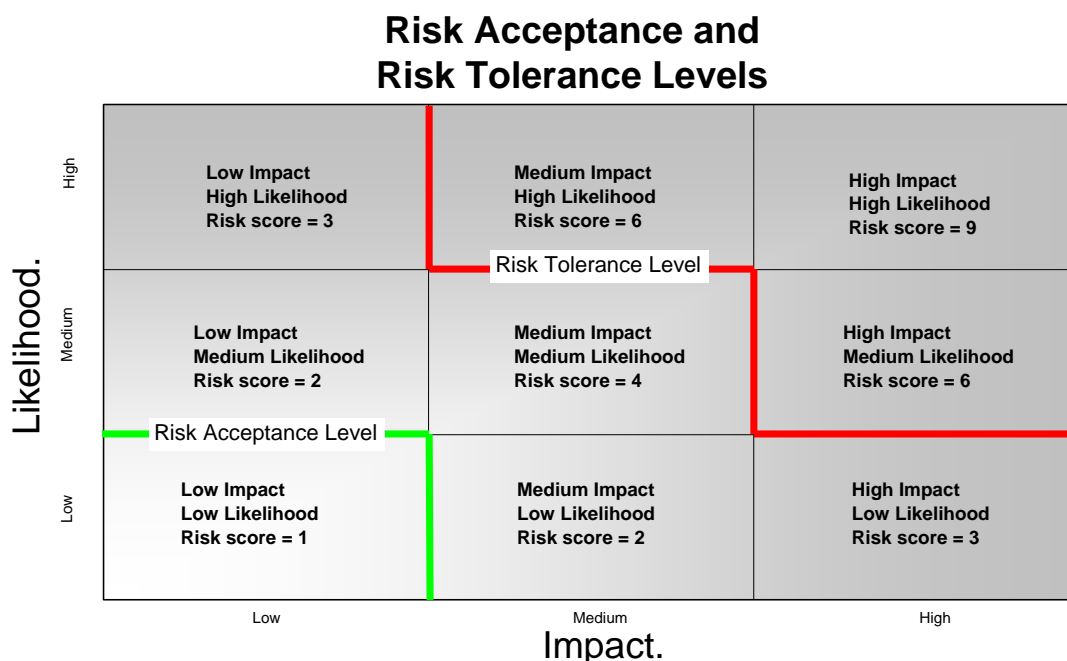 Risk Acceptance and
Risk Tolerance Levels
Likelihood.
High
Low Impact
High Likelihood
Risk score = 3
Medium Impact
High Likelihood
Risk score = 6
High Impact
High Likelihood
Risk score = 9
Risk Tolerance Level
Medium
Low Impact
Medium Likelihood
Risk score = 2
Medium Impact
Medium Likelihood
Risk score = 4
High Impact
Medium Likelihood
Risk score = 6
Risk Acceptance Level
Low
Low Impact
Low Likelihood
Risk score = 1
Medium Impact
Low Likelihood
Risk score = 2
High Impact
Low Likelihood
Risk score = 3
Low
Medium
High
Impact.